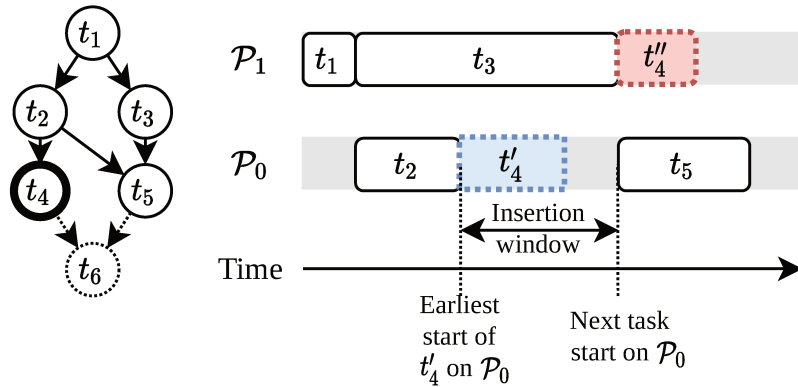 t₁
t₂
t₃
t₄
t₅
t₆
𝒫₁
t₁
t₃
t₄″
𝒫₀
t₂
t₄′
t₅
Insertion
window
Time
Earliest
start of
t₄′ on 𝒫₀
Next task
start on 𝒫₀